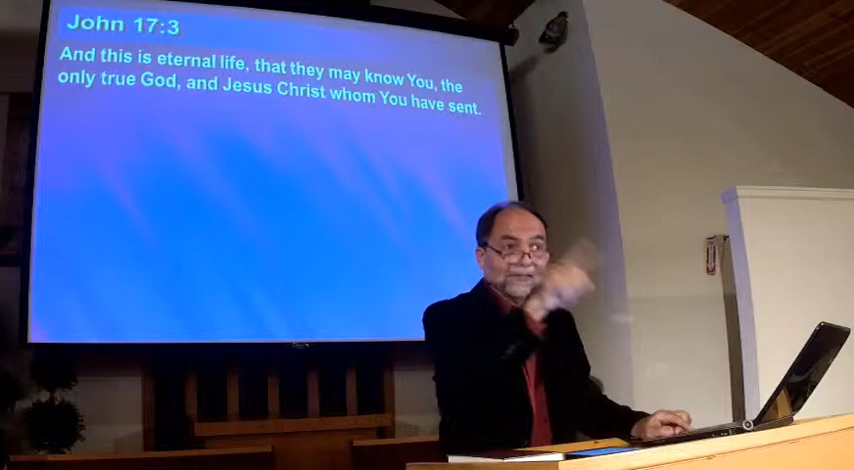 John 17:3
And this is eternal life, that they may know You, the
only true God, and Jesus Christ whom You have sent.